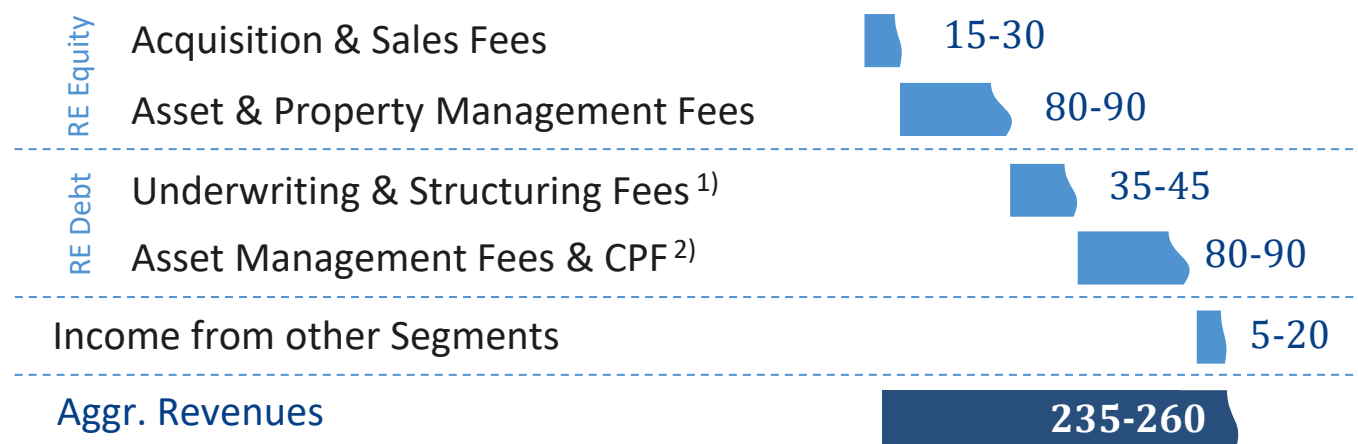 RE Equity
Acquisition & Sales Fees 15-30
Asset & Property Management Fees 80-90
RE Debt
Underwriting & Structuring Fees 1) 35-45
Asset Management Fees & CPF 2) 80-90
Income from other Segments 5-20
Aggr. Revenues 235-260